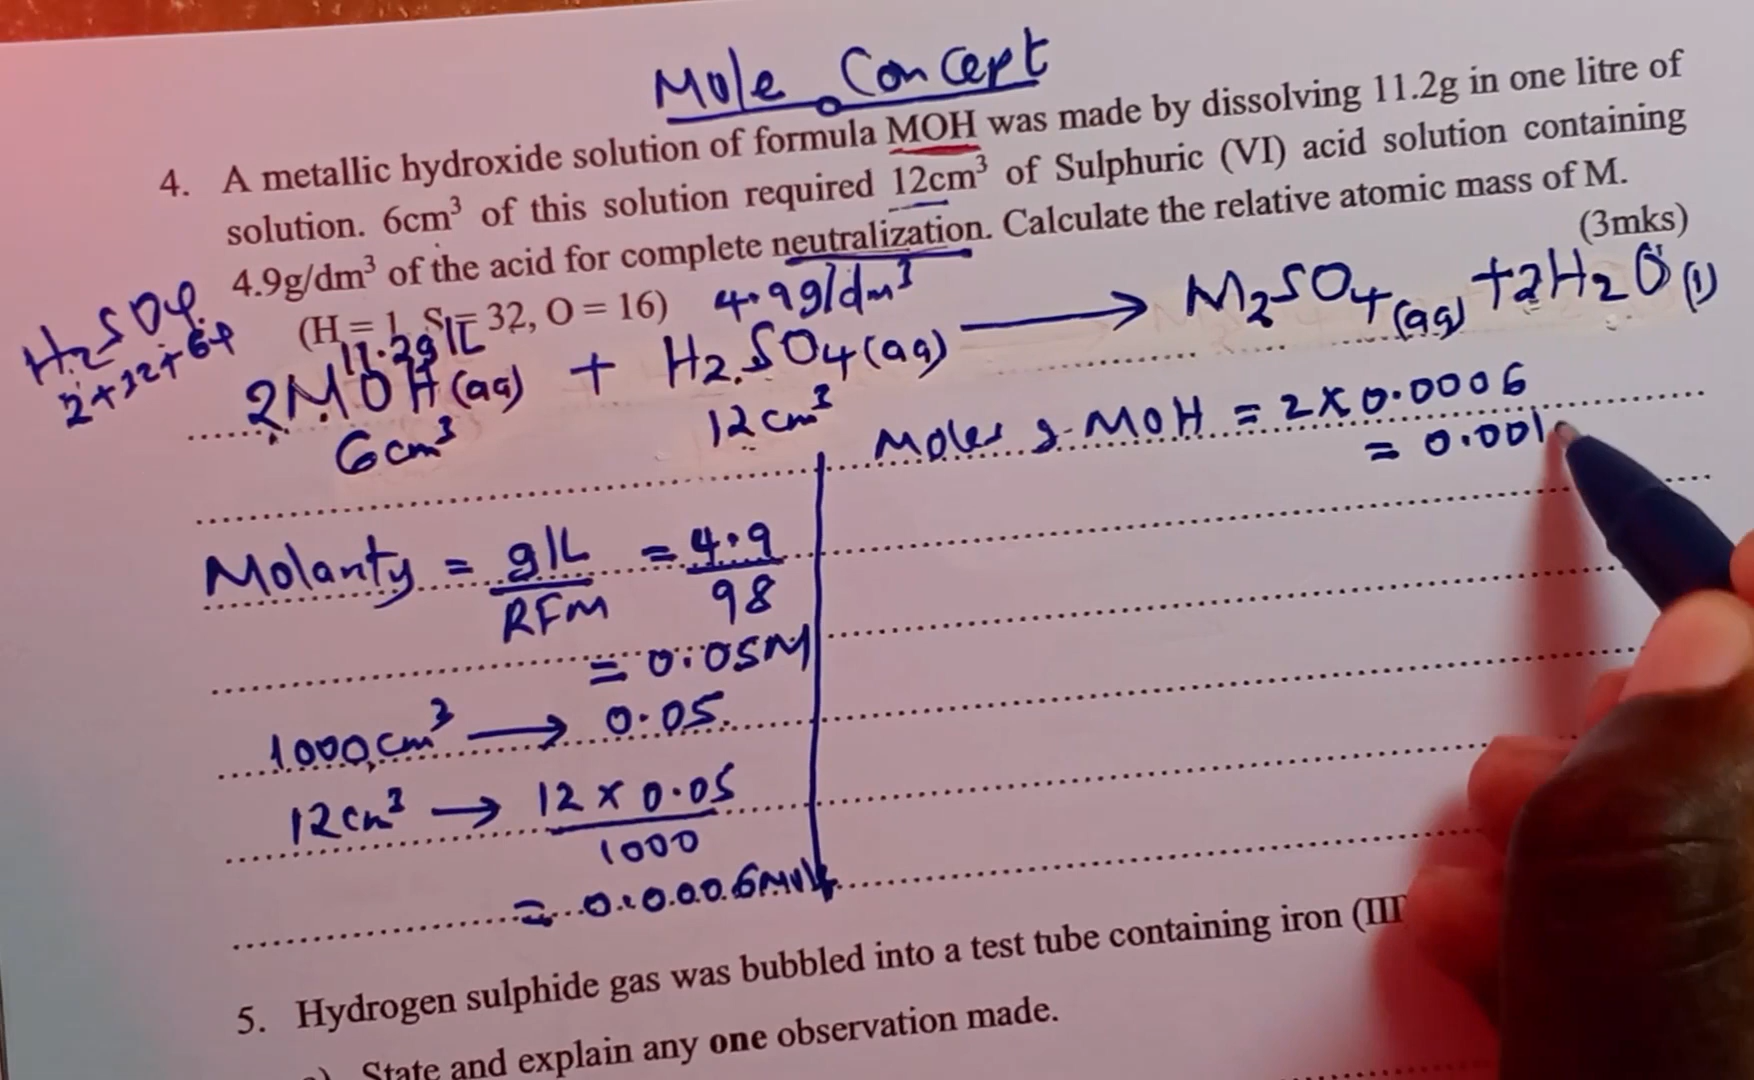 Mole Concept
4. A metallic hydroxide solution of formula MOH was made by dissolving 11.2g in one litre of
solution. 6cm³ of this solution required 12cm³ of Sulphuric (VI) acid solution containing
4.9g/dm³ of the acid for complete neutralization. Calculate the relative atomic mass of M.
(H = 1, S = 32, O = 16) (3mks)
H₂SO₄.
2+32+64
11.2g/L 4.9g/dm³
2MOH(aq) + H₂SO₄(aq) → M₂SO₄(aq) + 2H₂O(l)
6cm³ 12cm³
Molarity = g/L / RFM = 4.9 / 98
= 0.05M
1000cm³ → 0.05.
12cm³ → 12 x 0.05 / 1000
= 0.0006 moles
Moles of MOH = 2 x 0.0006
= 0.001
5. Hydrogen sulphide gas was bubbled into a test tube containing iron (III
State and explain any one observation made.